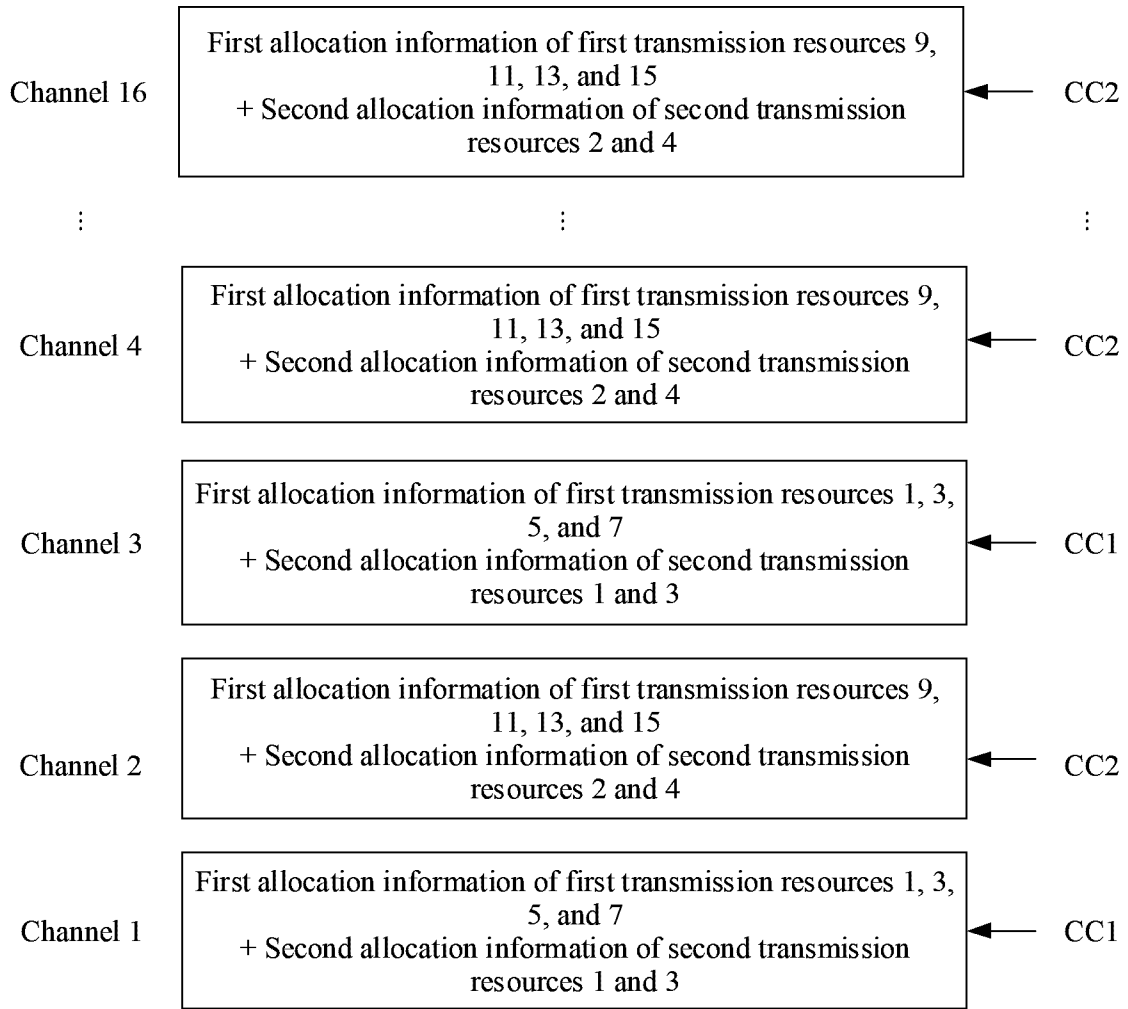 First allocation information of first transmission resources 9,
11, 13, and 15
+ Second allocation information of second transmission
resources 2 and 4
Channel 16
CC2
⋮ ⋮ ⋮
First allocation information of first transmission resources 9,
11, 13, and 15
+ Second allocation information of second transmission
resources 2 and 4
Channel 4
CC2
First allocation information of first transmission resources 1, 3,
5, and 7
+ Second allocation information of second transmission
resources 1 and 3
Channel 3
CC1
First allocation information of first transmission resources 9,
11, 13, and 15
+ Second allocation information of second transmission
resources 2 and 4
Channel 2
CC2
First allocation information of first transmission resources 1, 3,
5, and 7
+ Second allocation information of second transmission
resources 1 and 3
Channel 1
CC1